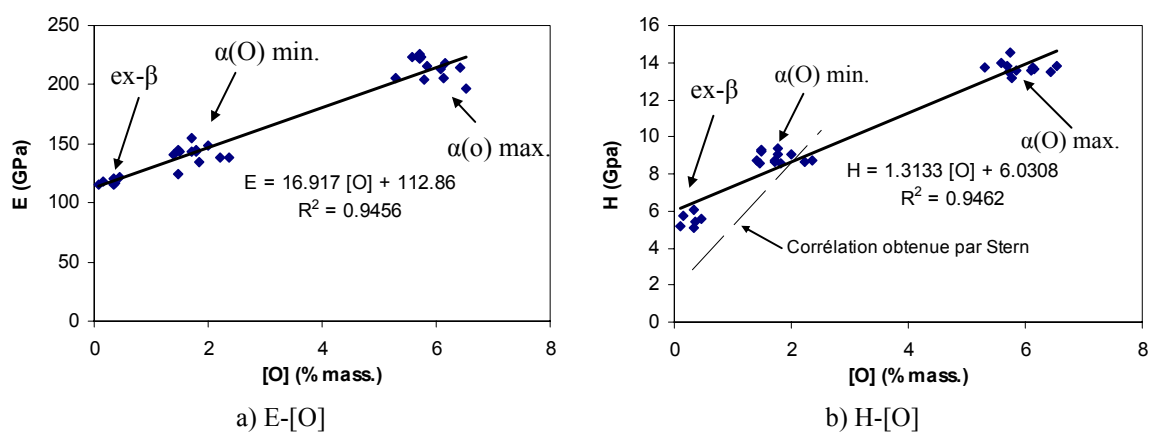 250
200
150
100
50
0
E (GPa)
ex-β
α(O) min.
α(o) max.
E = 16.917 [O] + 112.86
R² = 0.9456
0 2 4 6 8
[O] (% mass.)
a) E-[O]
16
14
12
10
8
6
4
2
0
H (Gpa)
ex-β
α(O) min.
α(O) max.
H = 1.3133 [O] + 6.0308
R² = 0.9462
Corrélation obtenue par Stern
0 2 4 6 8
[O] (% mass.)
b) H-[O]